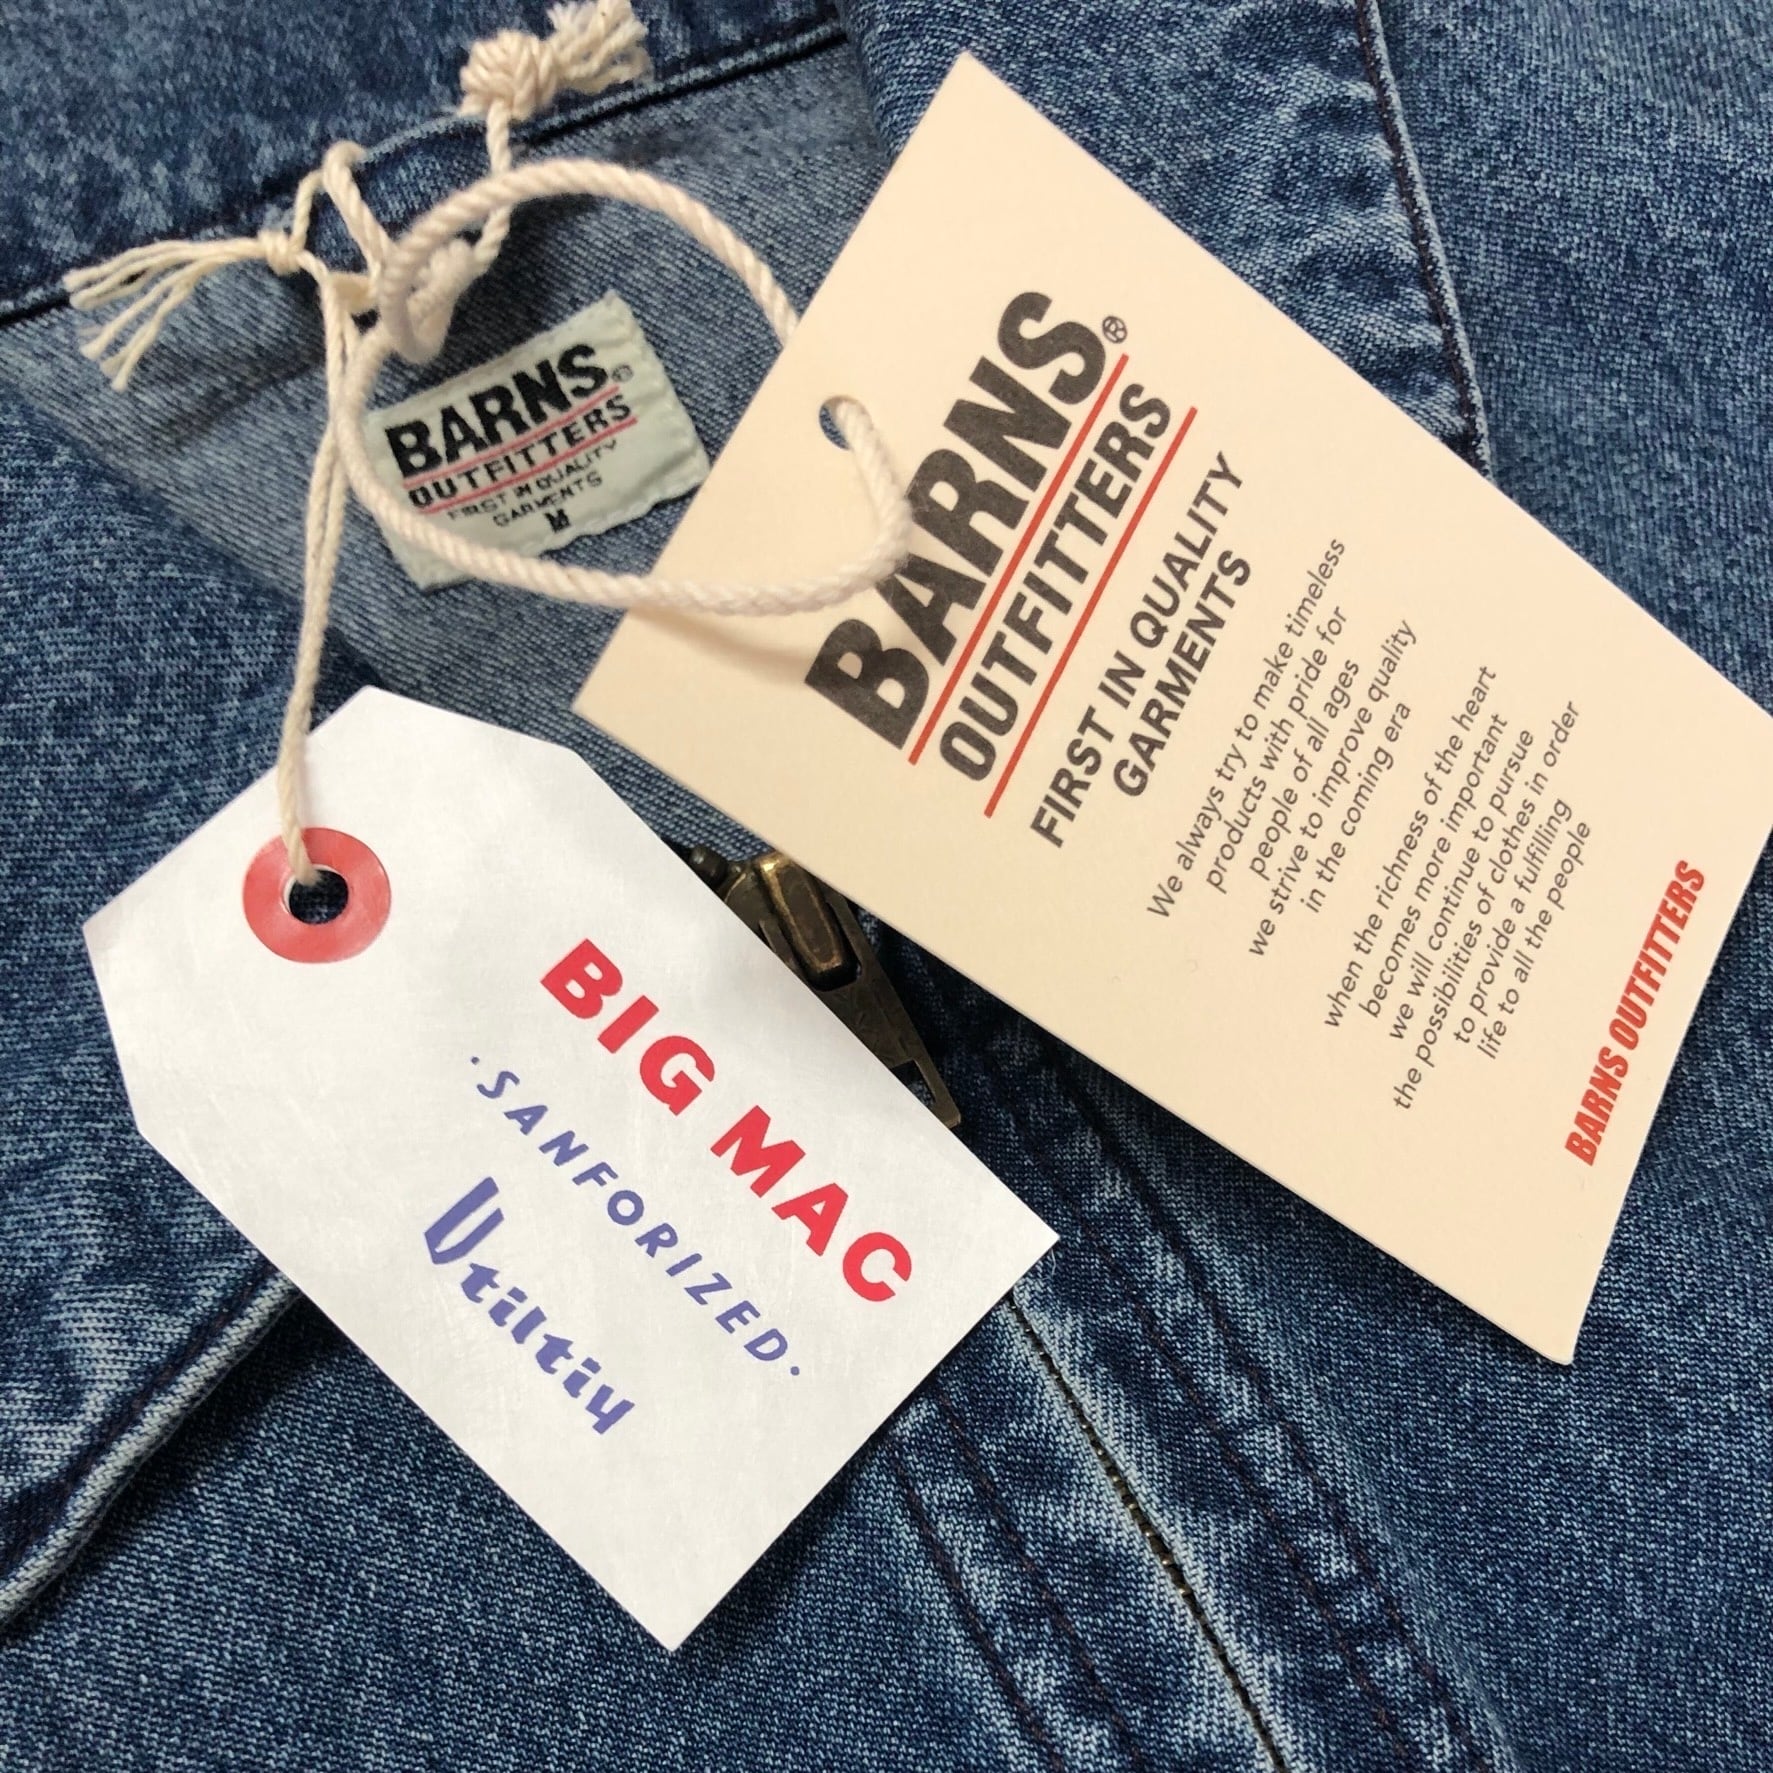 BARNS®
OUTFITTERS
FIRST IN QUALITY
GARMENTS
M
BARNS®
OUTFITTERS
FIRST IN QUALITY
GARMENTS
We always try to make timeless
products with pride for
people of all ages
we strive to improve quality
in the coming era
when the richness of the heart
becomes more important
we will continue to pursue
the possibilities of clothes in order
to provide a fulfilling
life to all the people
BARNS OUTFITTERS
BIG MAC
·SANFORIZED·
Utiltiy